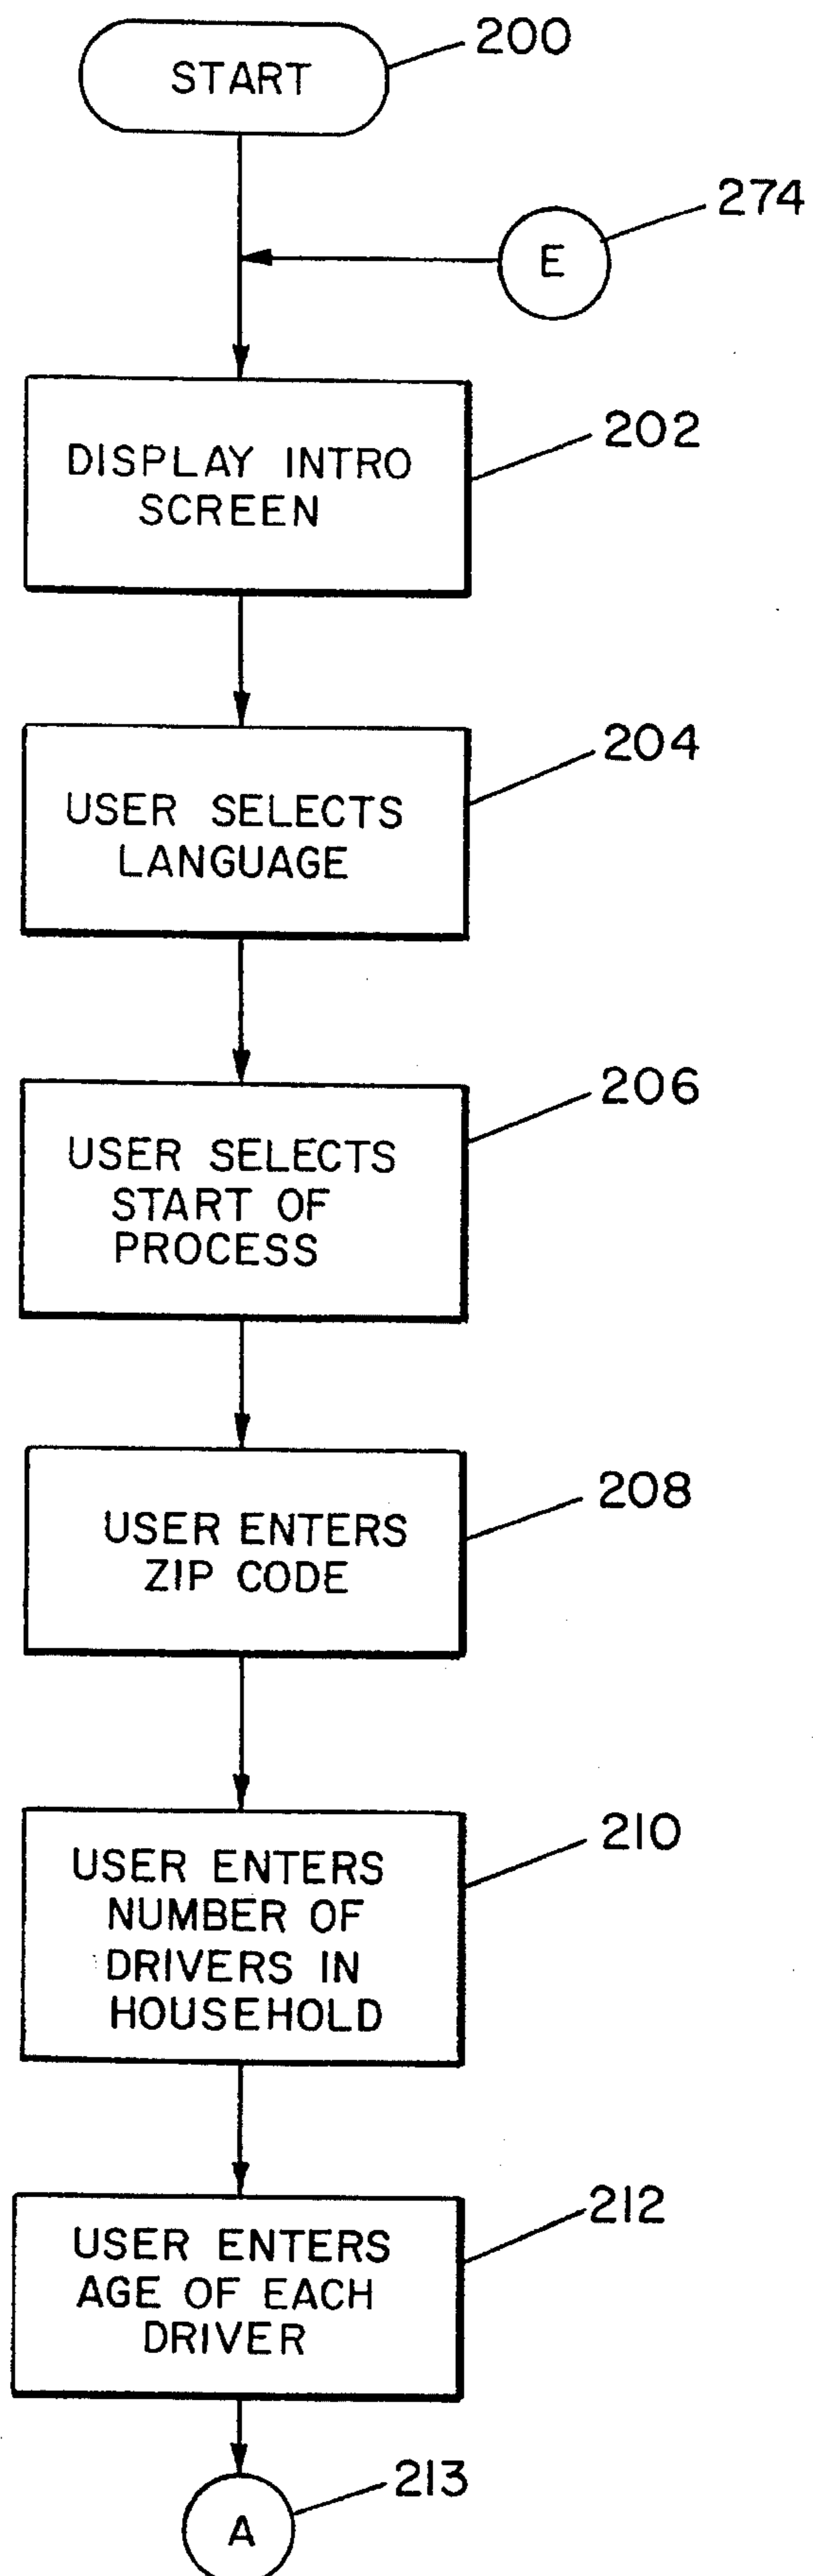 START
200
E
274
DISPLAY INTRO
SCREEN
202
USER SELECTS
LANGUAGE
204
USER SELECTS
START OF
PROCESS
206
USER ENTERS
ZIP CODE
208
USER ENTERS
NUMBER OF
DRIVERS IN
HOUSEHOLD
210
USER ENTERS
AGE OF EACH
DRIVER
212
A
213